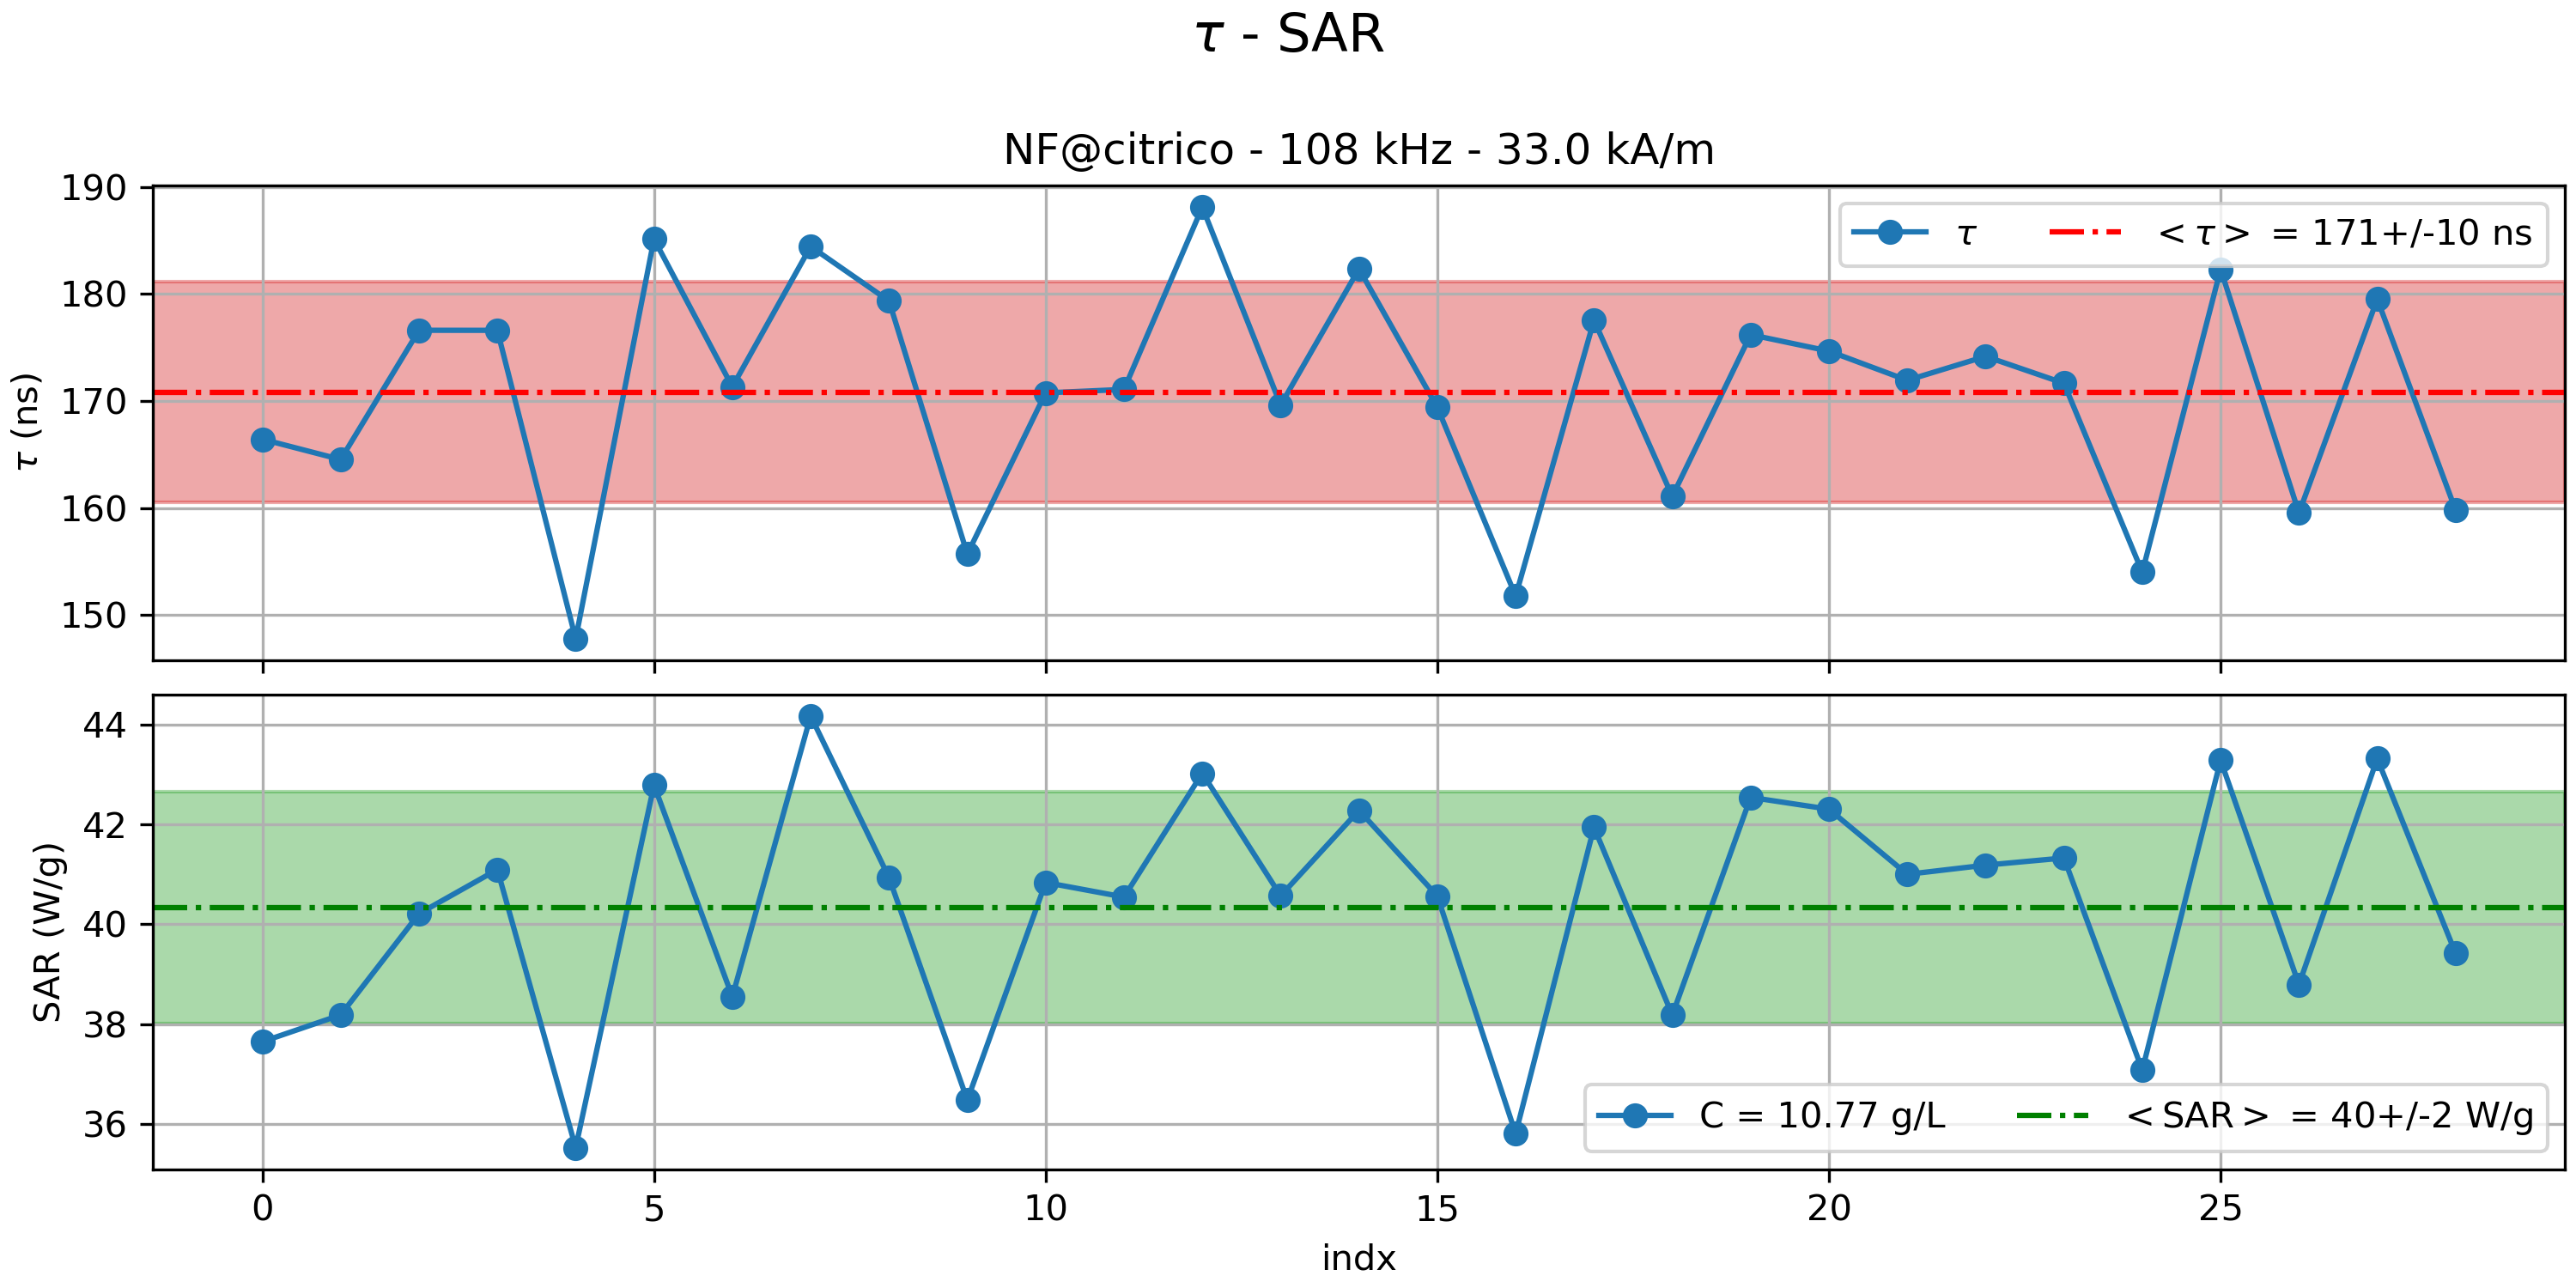 τ - SAR
NF@citrico - 108 kHz - 33.0 kA/m
τ (ns)
190
180
170
160
150
τ
<τ> = 171+/-10 ns
SAR (W/g)
44
42
40
38
36
C = 10.77 g/L
<SAR> = 40+/-2 W/g
0 5 10 15 20 25
indx